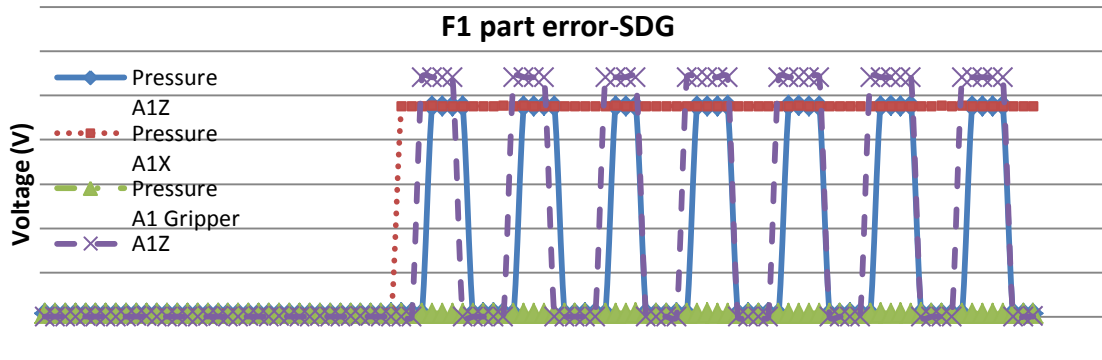 F1 part error-SDG
Voltage (V)
Pressure
A1Z
Pressure
A1X
Pressure
A1 Gripper
A1Z